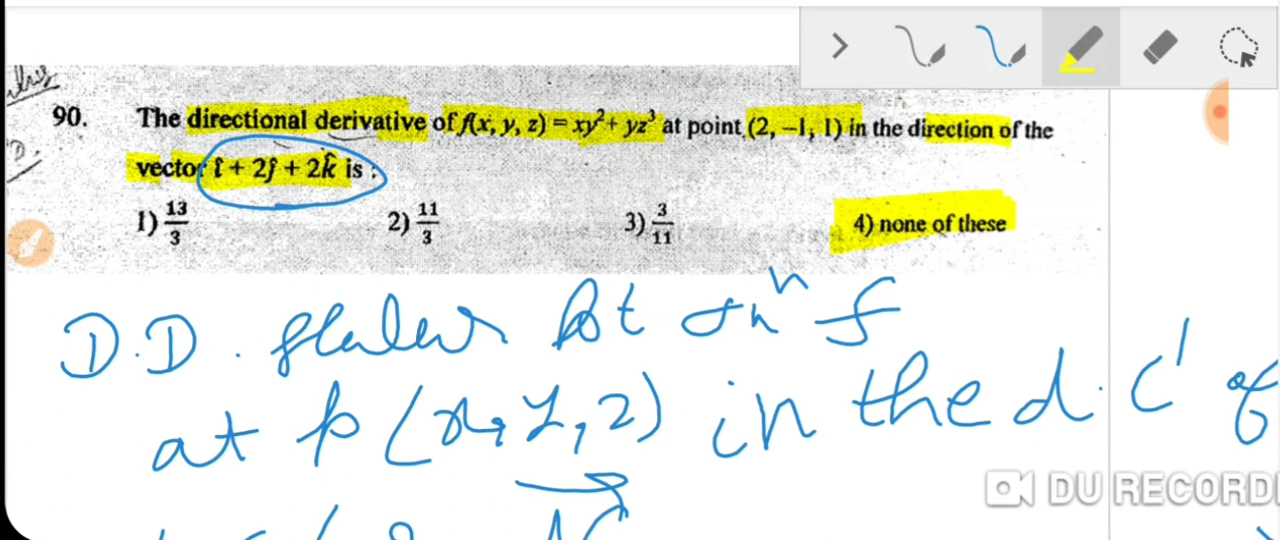 90. The directional derivative of f(x, y, z) = xy² + yz³ at point (2, −1, 1) in the direction of the
vector î + 2ĵ + 2k̂ is :
1) 13/3 2) 11/3 3) 3/11 4) none of these
D.D. f
at p (x, y, z) in the d.c' of
DU RECORD